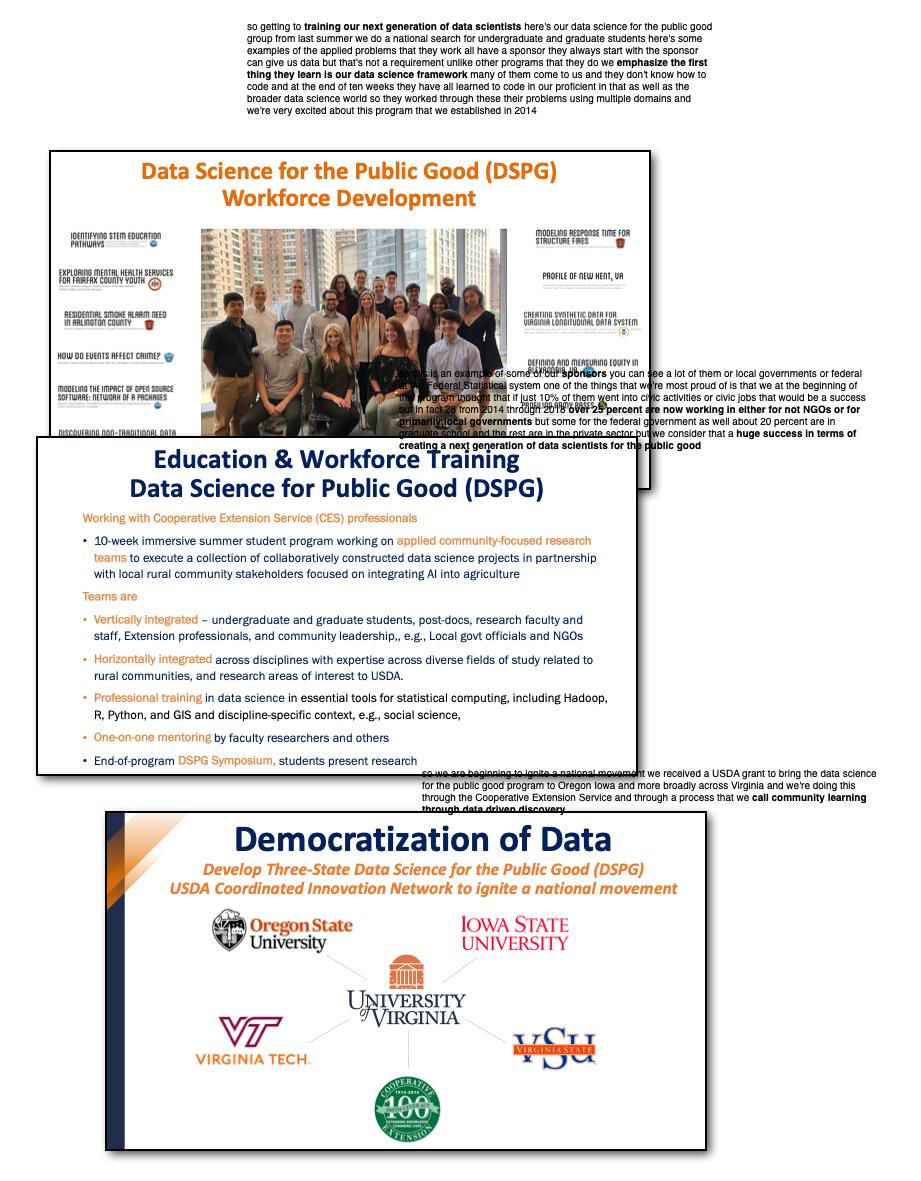 so getting to training our next generation of data scientists here's our data science for the public good
group from last summer we do a national search for undergraduate and graduate students here's some
examples of the applied problems that they work all have a sponsor they always start with the sponsor
can give us data but that's not a requirement unlike other programs that they do we emphasize the first
thing they learn is our data science framework many of them come to us and they don't know how to
code and at the end of ten weeks they have all learned to code in our proficient in that as well as the
broader data science world so they worked through these their problems using multiple domains and
we're very excited about this program that we established in 2014
Data Science for the Public Good (DSPG)
Workforce Development
IDENTIFYING STEM EDUCATION
PATHWAYS
EXPLORING MENTAL HEALTH SERVICES
FOR FAIRFAX COUNTY YOUTH
RESIDENTIAL SMOKE ALARM NEED
IN ARLINGTON COUNTY
HOW DO EVENTS AFFECT CRIME?
MODELING THE IMPACT OF OPEN SOURCE
SOFTWARE: NETWORK OF R PACKAGES
DISCOVERING NON-TRADITIONAL DATA
MODELING RESPONSE TIME FOR
STRUCTURE FIRES
PROFILE OF NEW KENT, VA
CREATING SYNTHETIC DATA FOR
VIRGINIA LONGITUDINAL DATA SYSTEM
DEFINING AND MEASURING EQUITY IN
ALEXANDRIA, VA
so this is an example of some of our sponsors you can see a lot of them or local governments or federal
at the Federal Statistical system one of the things that we're most proud of is that we at the beginning of
this program thought that if just 10% of them went into civic activities or civic jobs that would be a success
but in fact 28 from 2014 through 2018 over 25 percent are now working in either for not NGOs or for
primarily local governments but some for the federal government as well about 20 percent are in
graduate school and the rest are in the private sector but we consider that a huge success in terms of
creating a next generation of data scientists for the public good
Education & Workforce Training
Data Science for Public Good (DSPG)
Working with Cooperative Extension Service (CES) professionals
• 10-week immersive summer student program working on applied community-focused research
teams to execute a collection of collaboratively constructed data science projects in partnership
with local rural community stakeholders focused on integrating AI into agriculture
Teams are
• Vertically integrated – undergraduate and graduate students, post-docs, research faculty and
staff, Extension professionals, and community leadership,, e.g., Local govt officials and NGOs
• Horizontally integrated across disciplines with expertise across diverse fields of study related to
rural communities, and research areas of interest to USDA.
• Professional training in data science in essential tools for statistical computing, including Hadoop,
R, Python, and GIS and discipline-specific context, e.g., social science,
• One-on-one mentoring by faculty researchers and others
• End-of-program DSPG Symposium, students present research
so we are beginning to ignite a national movement we received a USDA grant to bring the data science
for the public good program to Oregon Iowa and more broadly across Virginia and we're doing this
through the Cooperative Extension Service and through a process that we call community learning
through data driven discovery
Democratization of Data
Develop Three-State Data Science for the Public Good (DSPG)
USDA Coordinated Innovation Network to ignite a national movement
Oregon State
University
IOWA STATE
UNIVERSITY
UNIVERSITY
of VIRGINIA
VT
VIRGINIA TECH.
VSU
VIRGINIA STATE
COOPERATIVE
1914-2014
100
EXTENSION